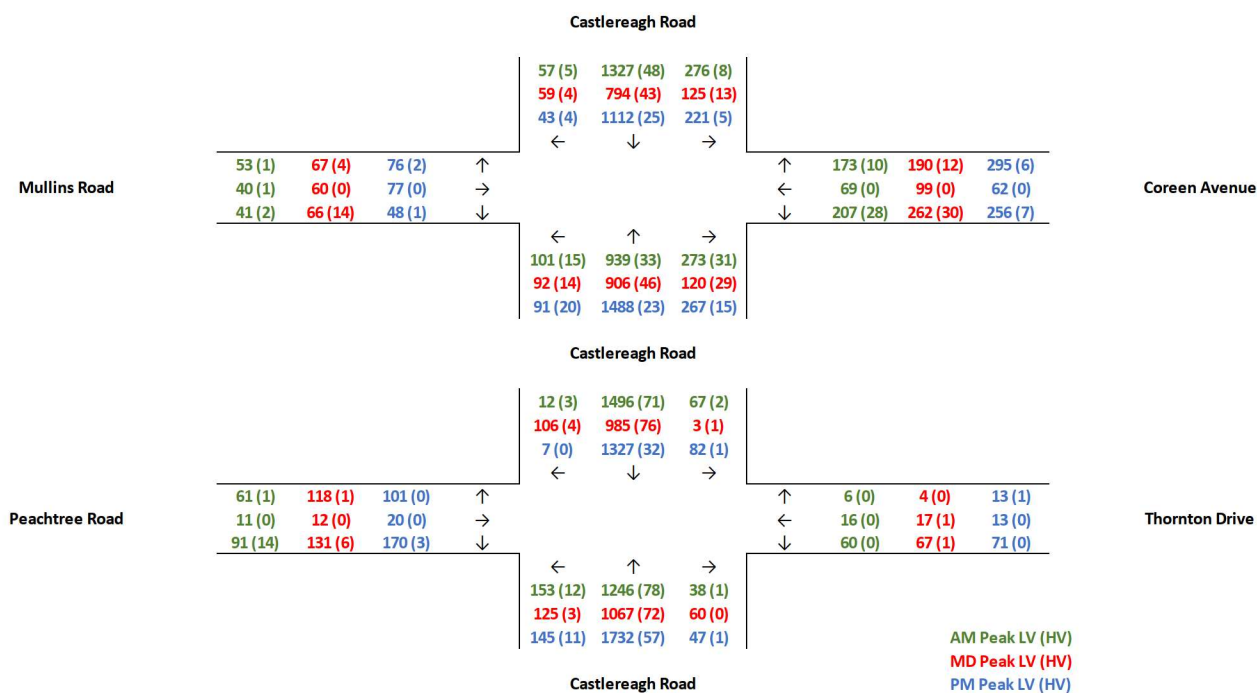 Castlereagh Road
57 (5) 1327 (48) 276 (8)
59 (4) 794 (43) 125 (13)
43 (4) 1112 (25) 221 (5)
← ↓ →
53 (1) 67 (4) 76 (2) ↑ ↑ 173 (10) 190 (12) 295 (6)
Mullins Road 40 (1) 60 (0) 77 (0) → ← 69 (0) 99 (0) 62 (0) Coreen Avenue
41 (2) 66 (14) 48 (1) ↓ ↓ 207 (28) 262 (30) 256 (7)
← ↑ →
101 (15) 939 (33) 273 (31)
92 (14) 906 (46) 120 (29)
91 (20) 1488 (23) 267 (15)
Castlereagh Road
12 (3) 1496 (71) 67 (2)
106 (4) 985 (76) 3 (1)
7 (0) 1327 (32) 82 (1)
← ↓ →
61 (1) 118 (1) 101 (0) ↑ ↑ 6 (0) 4 (0) 13 (1)
Peachtree Road 11 (0) 12 (0) 20 (0) → ← 16 (0) 17 (1) 13 (0) Thornton Drive
91 (14) 131 (6) 170 (3) ↓ ↓ 60 (0) 67 (1) 71 (0)
← ↑ →
153 (12) 1246 (78) 38 (1)
125 (3) 1067 (72) 60 (0)
145 (11) 1732 (57) 47 (1)
Castlereagh Road
AM Peak LV (HV)
MD Peak LV (HV)
PM Peak LV (HV)